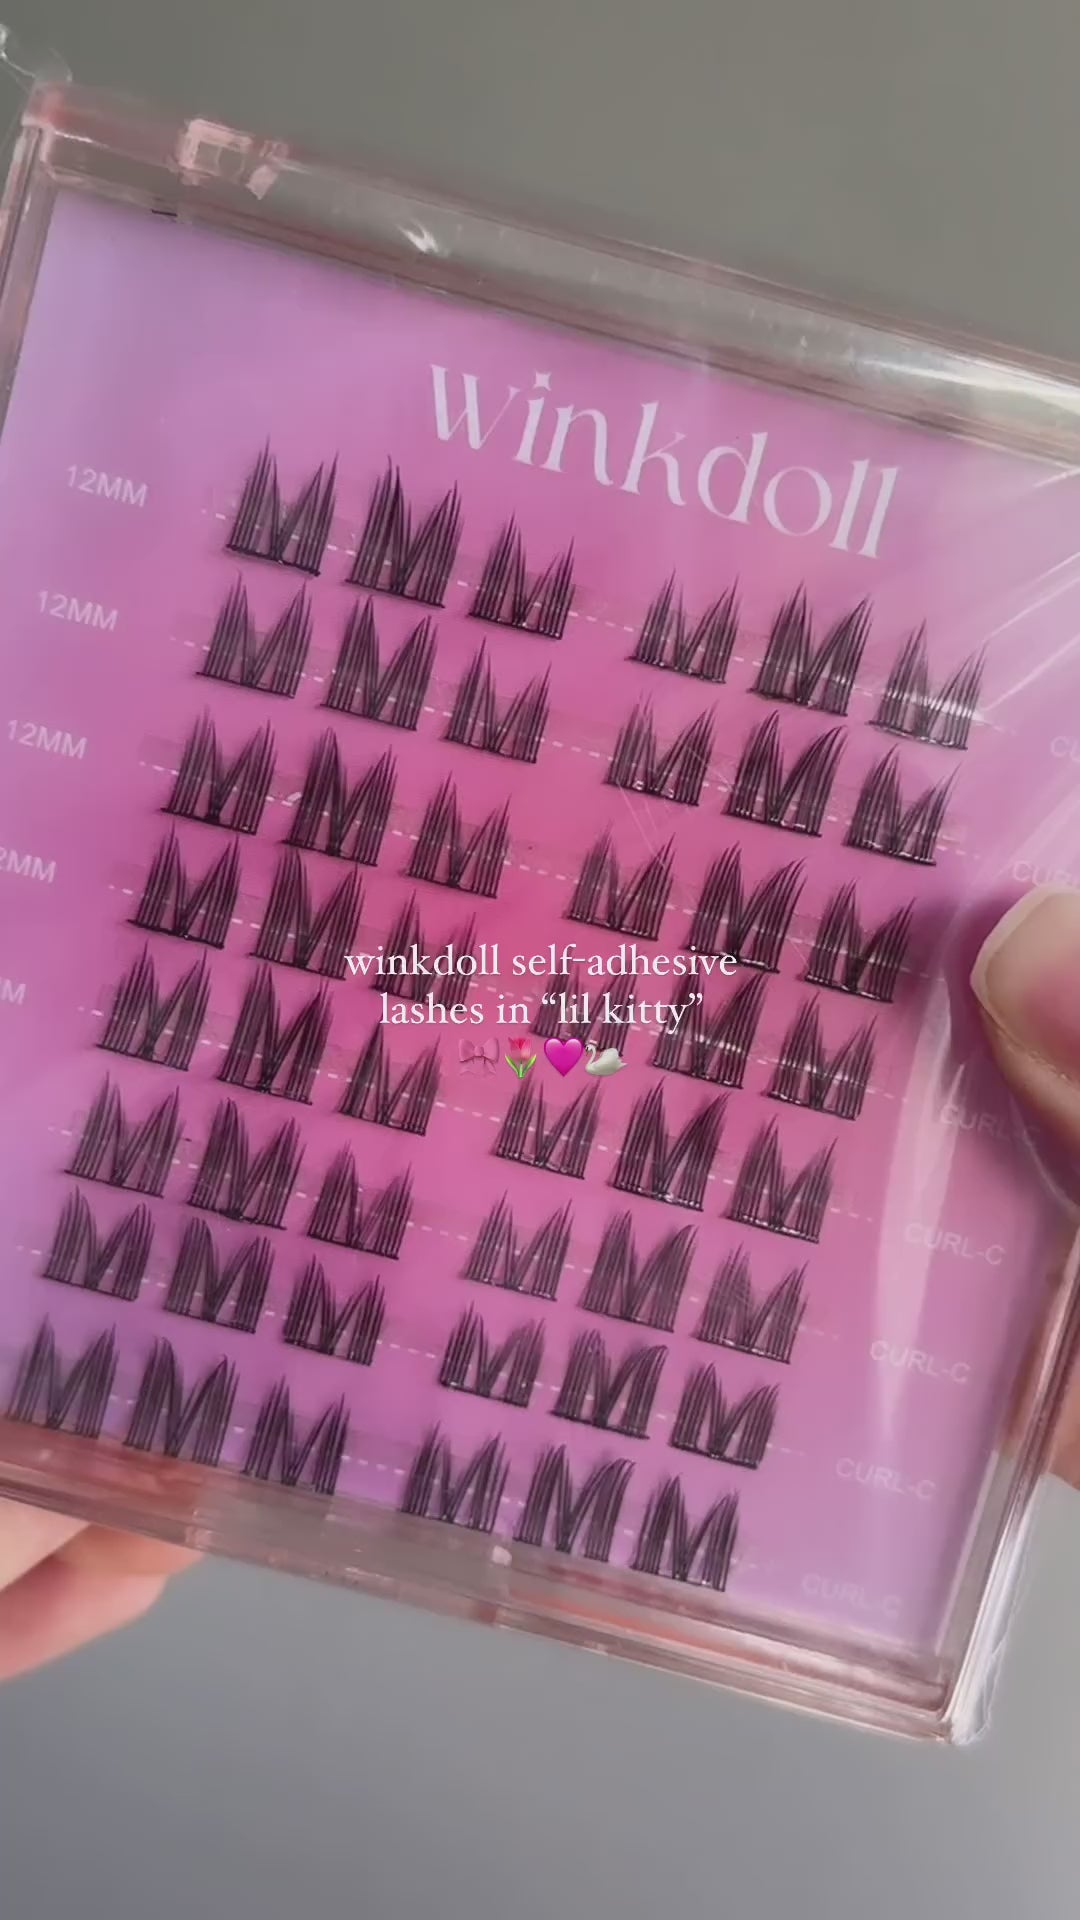 winkdoll
12MM
12MM
12MM
winkdoll self-adhesive
lashes in “lil kitty”
🎀🌷💜🦢
CURL-C
CURL-C
CURL-C
CURL-C
CURL-C